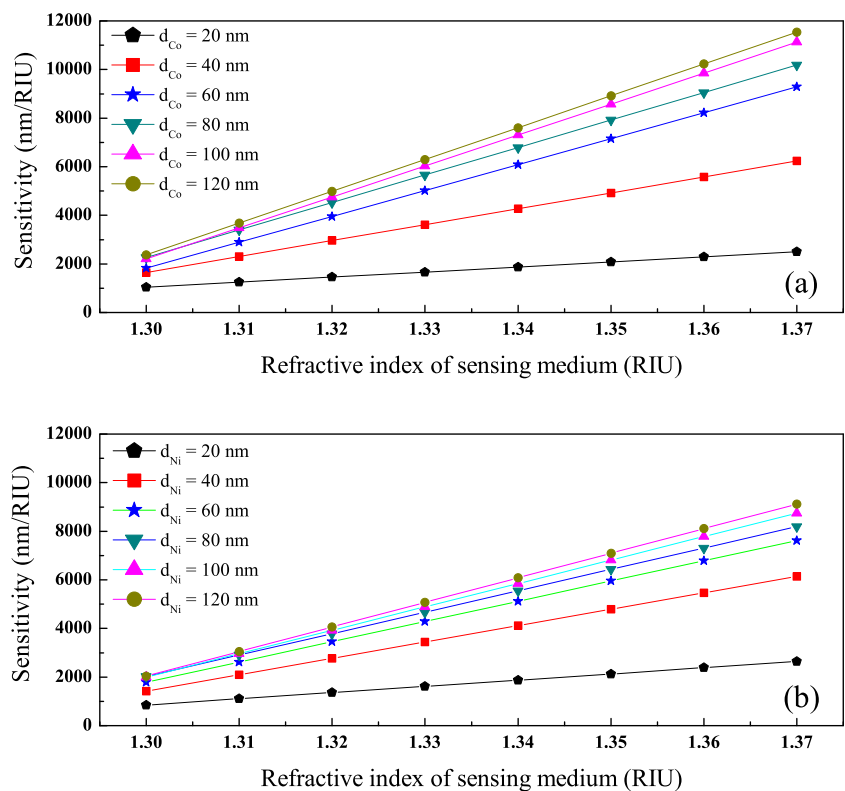 12000
10000
8000
6000
4000
2000
0
Sensitivity (nm/RIU)
d_Co = 20 nm
d_Co = 40 nm
d_Co = 60 nm
d_Co = 80 nm
d_Co = 100 nm
d_Co = 120 nm
(a)
1.30 1.31 1.32 1.33 1.34 1.35 1.36 1.37
Refractive index of sensing medium (RIU)
12000
10000
8000
6000
4000
2000
0
Sensitivity (nm/RIU)
d_Ni = 20 nm
d_Ni = 40 nm
d_Ni = 60 nm
d_Ni = 80 nm
d_Ni = 100 nm
d_Ni = 120 nm
(b)
1.30 1.31 1.32 1.33 1.34 1.35 1.36 1.37
Refractive index of sensing medium (RIU)